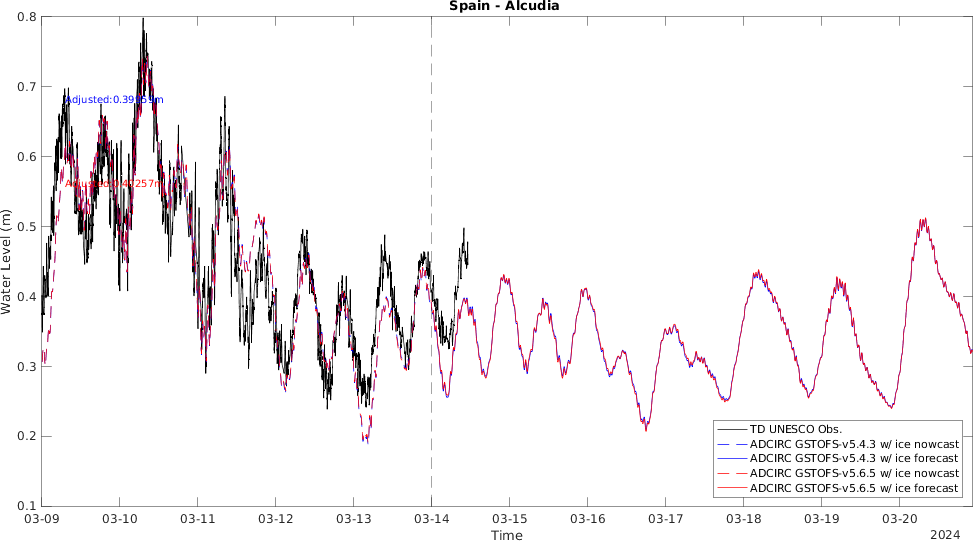 Spain - Alcudia
Water Level (m)
0.8
0.7
0.6
0.5
0.4
0.3
0.2
0.1
Adjusted:0.39959m
TD UNESCO Obs.
ADCIRC GSTOFS-v5.4.3 w/ ice nowcast
ADCIRC GSTOFS-v5.4.3 w/ ice forecast
ADCIRC GSTOFS-v5.6.5 w/ ice nowcast
ADCIRC GSTOFS-v5.6.5 w/ ice forecast
03-09 03-10 03-11 03-12 03-13 03-14 03-15 03-16 03-17 03-18 03-19 03-20
Time
2024